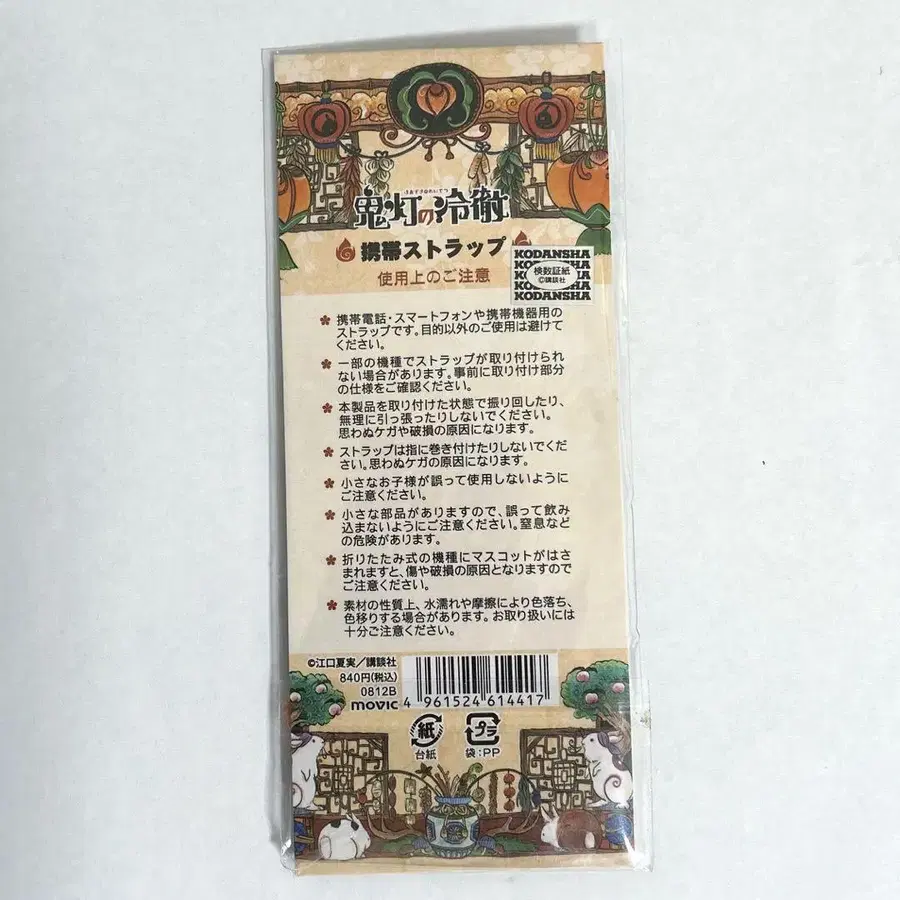 ほおずきのれいてつ
鬼灯の冷徹
携帯ストラップ
使用上のご注意
KODANSHA
検数証紙
©講談社
KODANSHA
携帯電話・スマートフォンや携帯機器用の
ストラップです。目的以外のご使用は避けて
ください。
一部の機種でストラップが取り付けられ
ない場合があります。事前に取り付け部分
の仕様をご確認ください。
本製品を取り付けた状態で振り回したり、
無理に引っ張ったりしないでください。
思わぬケガや破損の原因になります。
ストラップは指に巻き付けたりしないでくだ
さい。思わぬケガの原因になります。
小さなお子様が誤って使用しないように
ご注意ください。
小さな部品がありますので、誤って飲み
込まないようにご注意ください。窒息など
の危険があります。
折りたたみ式の機種にマスコットがはさ
まれますと、傷や破損の原因となりますので
ご注意ください。
素材の性質上、水濡れや摩擦により色落ち、
色移りする場合があります。お取り扱いには
十分ご注意ください。
©江口夏実/講談社
840円(税込)
0812B
movic
4 961524 614417
紙
台紙
プラ
袋:PP